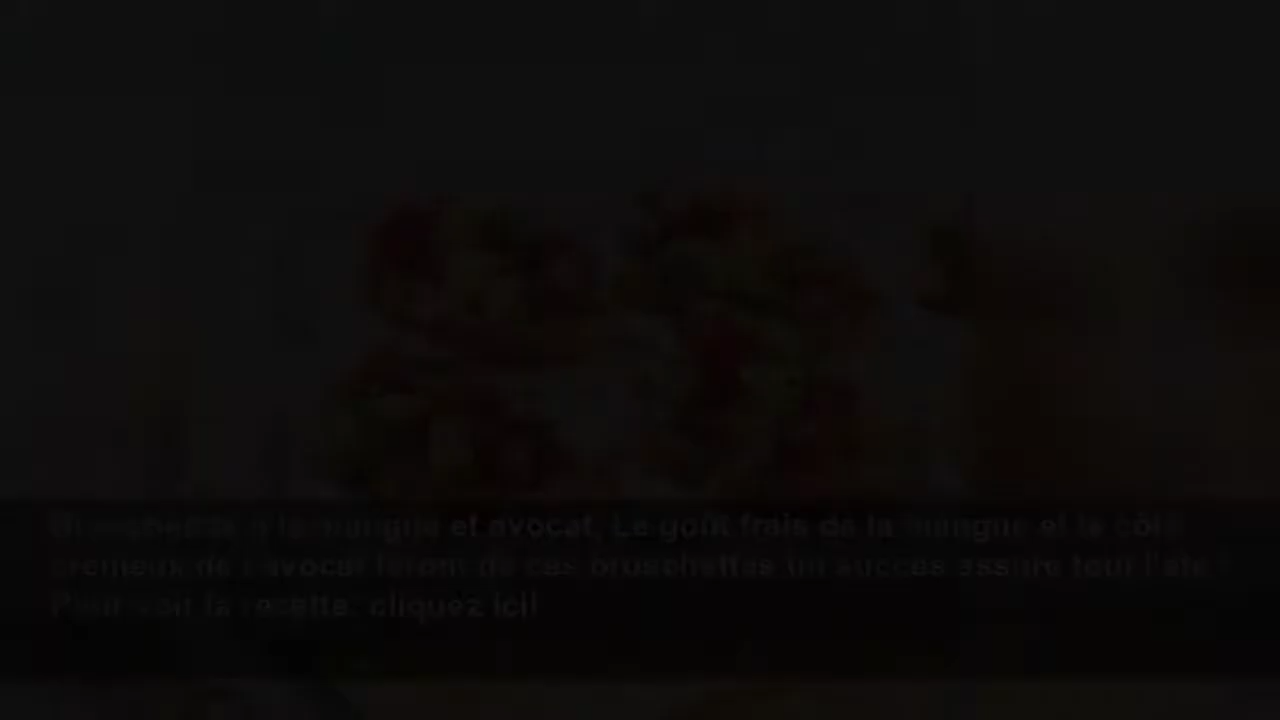 Bruschetta à la mangue et avocat, Le goût frais de la mangue et le côté
crémeux de l'avocat feront de ces bruschettas un succès assuré tout l'été !
Pour voir la recette, cliquez ici!